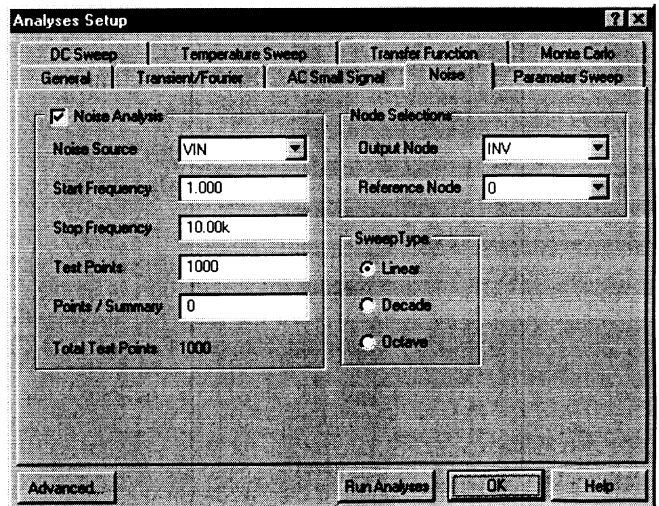 Analyses Setup
DC Sweep Temperature Sweep Transfer Function Monte Carlo
General Transient/Fourier AC Small Signal Noise Parameter Sweep
Noise Analysis
Noise Source VIN
Start Frequency 1.000
Stop Frequency 10.00k
Test Points 1000
Points / Summary 0
Total Test Points 1000
Node Selections
Output Node INV
Reference Node 0
SweepType
Linear
Decade
Octave
Advanced... Run Analyses OK Help